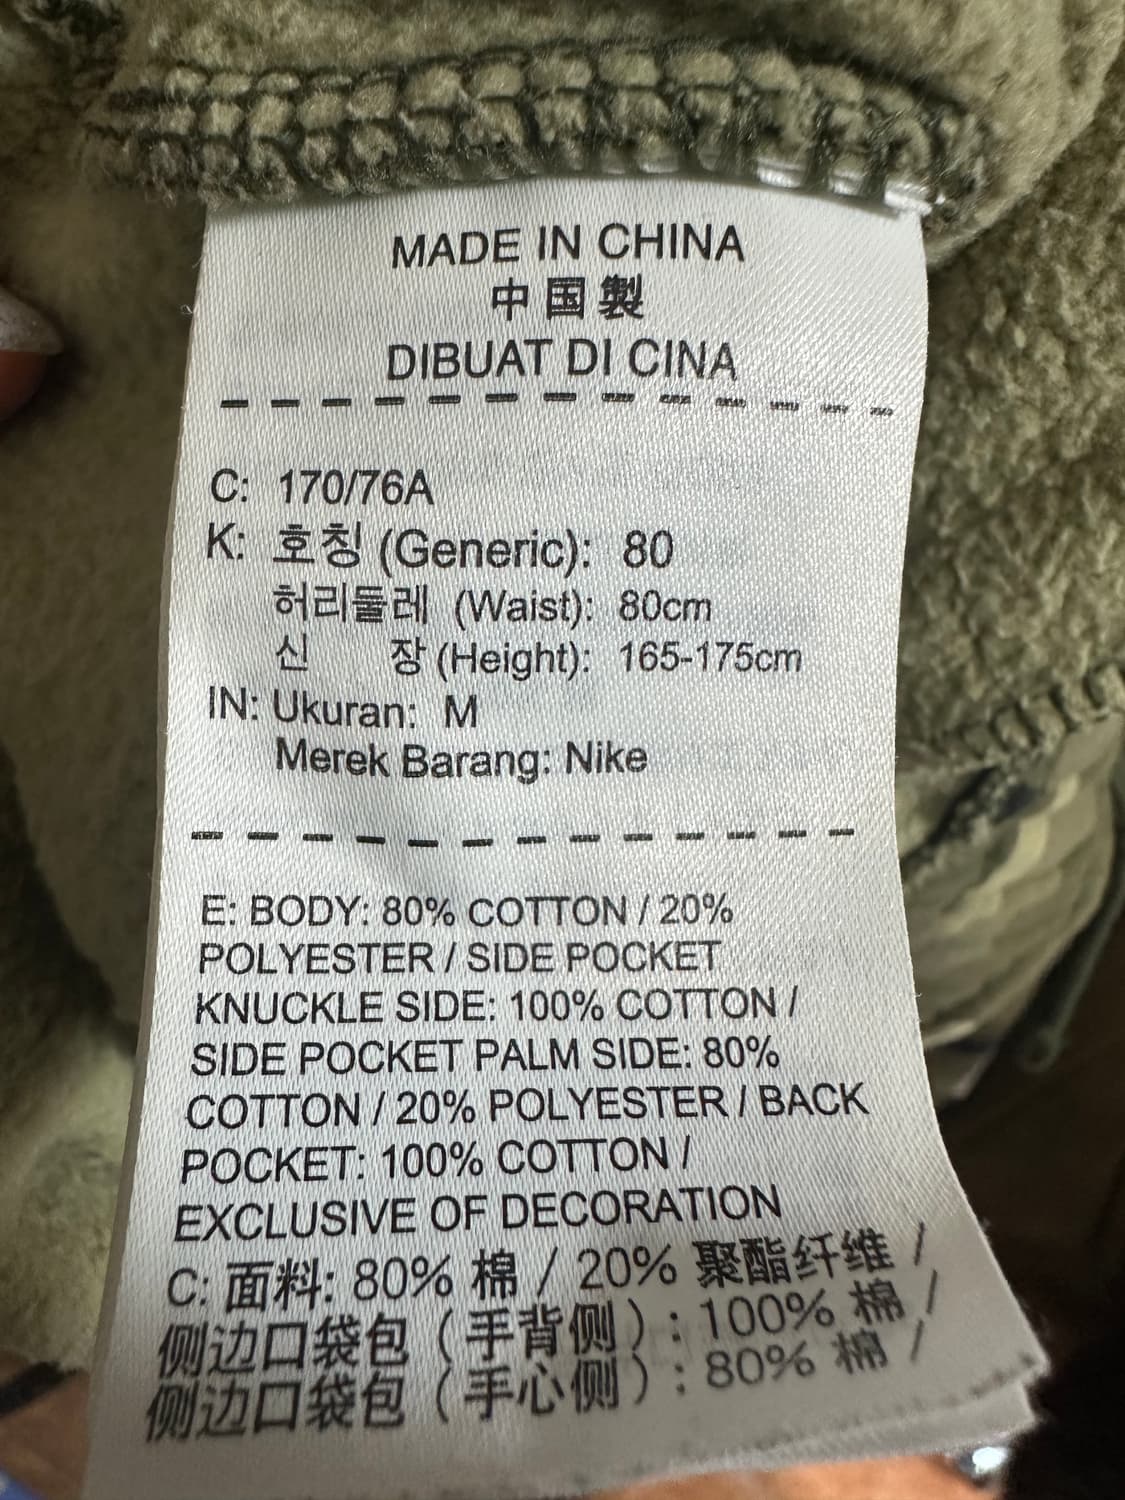 MADE IN CHINA
中国製
DIBUAT DI CINA
C: 170/76A
K: 호칭 (Generic): 80
허리둘레 (Waist): 80cm
신 장 (Height): 165-175cm
IN: Ukuran: M
Merek Barang: Nike
E: BODY: 80% COTTON / 20%
POLYESTER / SIDE POCKET
KNUCKLE SIDE: 100% COTTON /
SIDE POCKET PALM SIDE: 80%
COTTON / 20% POLYESTER / BACK
POCKET: 100% COTTON /
EXCLUSIVE OF DECORATION
C: 面料: 80% 棉 / 20% 聚酯纤维 /
侧边口袋包（手背侧）: 100% 棉 /
侧边口袋包（手心侧）: 80% 棉 /